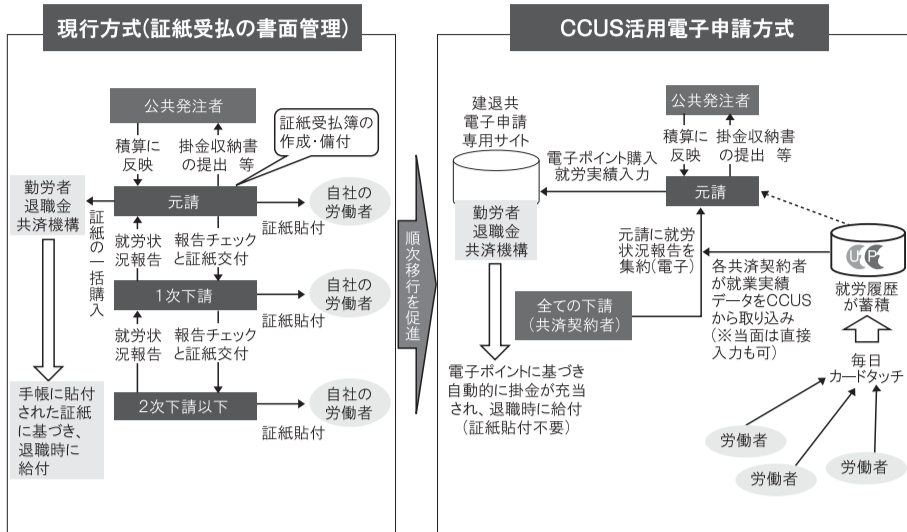 現行方式(証紙受払の書面管理)
公共発注者
積算に
反映
掛金収納書
の提出 等
証紙受払簿の
作成・備付
勤労者
退職金
共済機構
元請
自社の
労働者
証紙貼付
証紙の一括購入
就労状
況報告
報告チェック
と証紙交付
1次下請
自社の
労働者
証紙貼付
就労状
況報告
報告チェック
と証紙交付
2次下請以下
自社の
労働者
証紙貼付
手帳に貼付
された証紙
に基づき、
退職時に
給付
順次移行を促進
CCUS活用電子申請方式
建退共
電子申請
専用サイト
公共発注者
積算に
反映
掛金収納書
の提出 等
電子ポイント購入
就労実績入力
元請
勤労者
退職金
共済機構
元請に就労
状況報告を
集約(電子)
全ての下請
(共済契約者)
各共済契約者
が就業実績
データをCCUS
から取り込み
(※当面は直接
入力も可)
就労履歴
が蓄積
毎日
カードタッチ
電子ポイントに基づき
自動的に掛金が充当
され、退職時に給付
(証紙貼付不要)
労働者
労働者
労働者